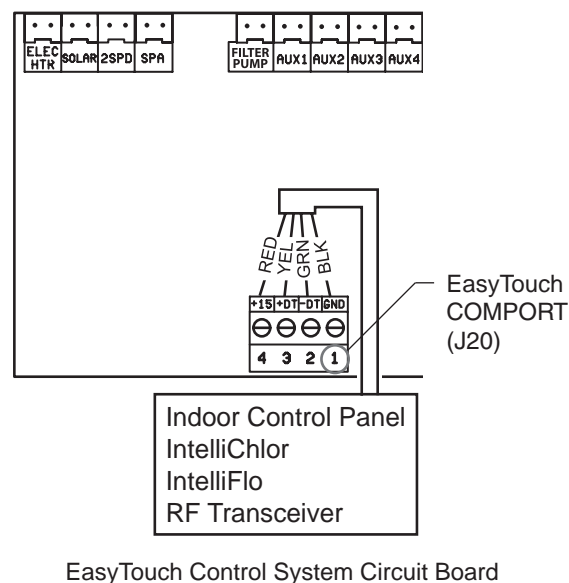 ELEC HTR SOLAR 2SPD SPA FILTER PUMP AUX1 AUX2 AUX3 AUX4
RED YEL GRN BLK
+15 +DT -DT GND
4 3 2 1
EasyTouch
COMPORT
(J20)
Indoor Control Panel
IntelliChlor
IntelliFlo
RF Transceiver
EasyTouch Control System Circuit Board